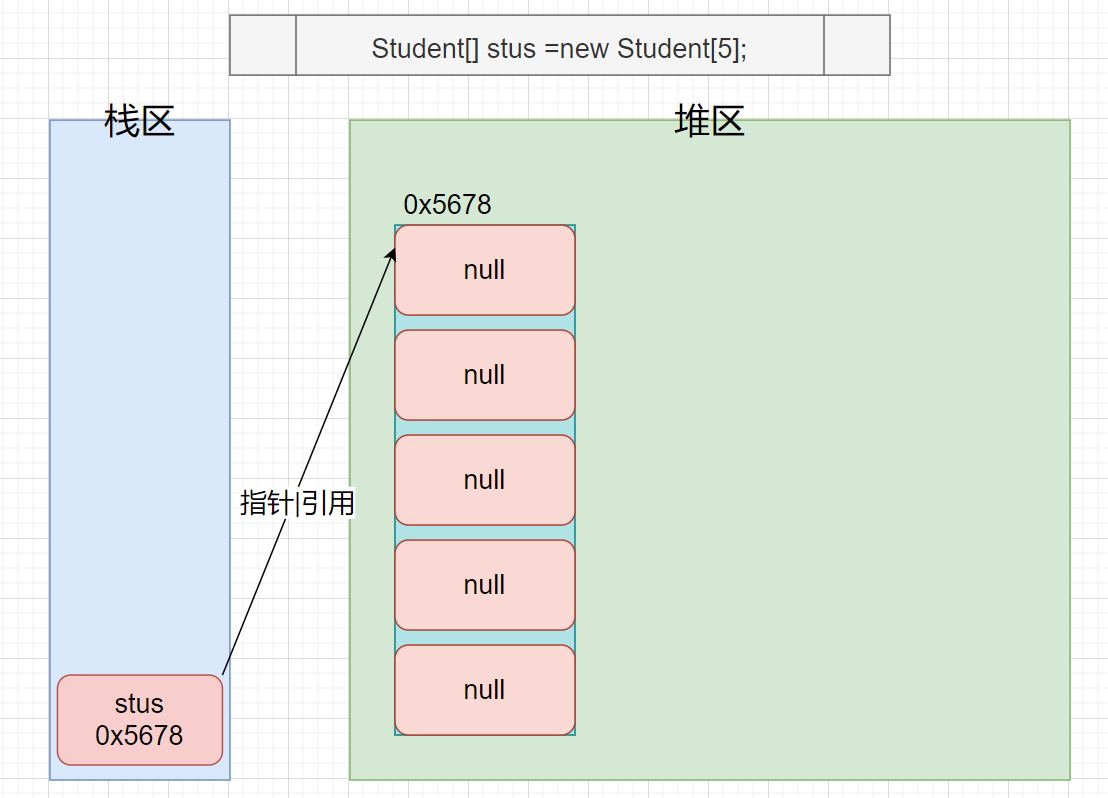 Student[] stus =new Student[5];
栈区
堆区
0x5678
null
null
null
指针|引用
null
null
stus
0x5678